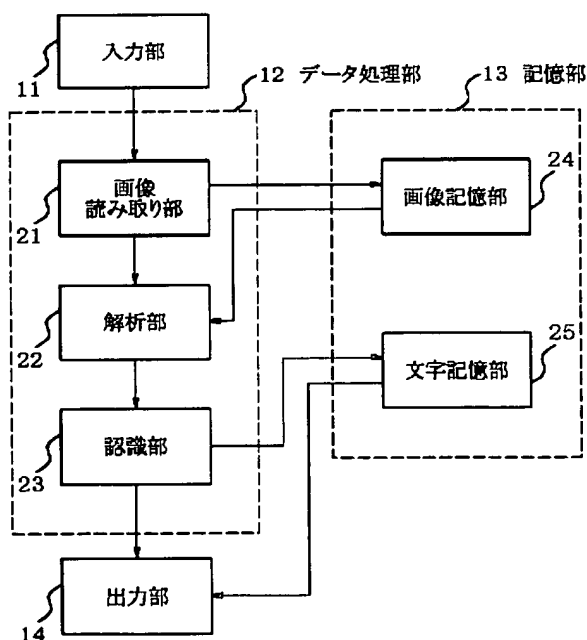 入力部
11
12 データ処理部
13 記憶部
画像
読み取り部
21
画像記憶部
24
解析部
22
文字記憶部
25
認識部
23
出力部
14